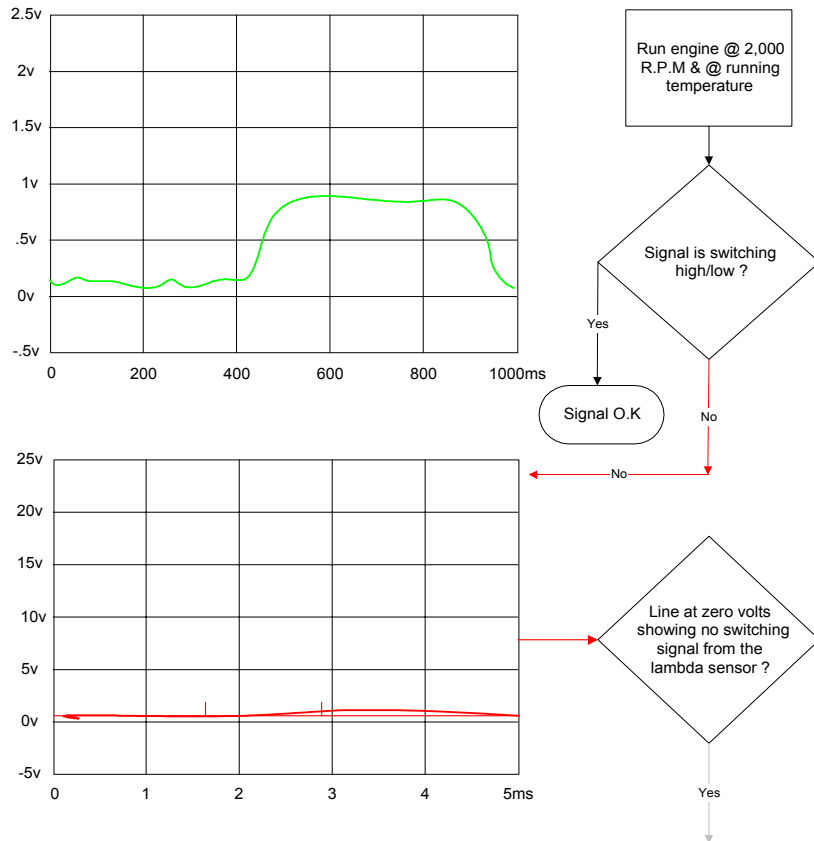 2.5v
2v
1.5v
1v
.5v
0v
-.5v
0
200
400
600
800
1000ms
Run engine @ 2,000
R.P.M & @ running
temperature
Signal is switching
high/low ?
Yes
Signal O.K
No
No
25v
20v
15v
10v
5v
0v
-5v
0
1
2
3
4
5ms
Line at zero volts
showing no switching
signal from the
lambda sensor ?
Yes